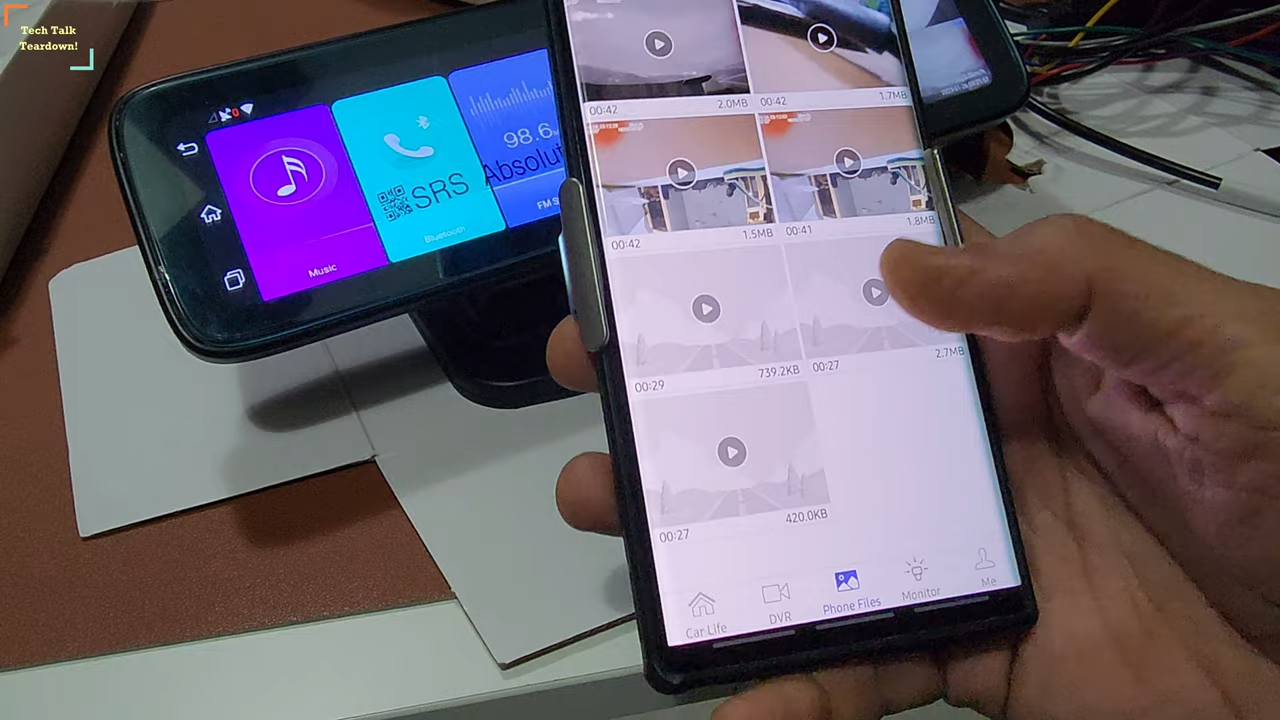 Tech Talk
Teardown!
98.6
Absolut
SRS
FM S
Bluetooth
Music
00:42
2.0MB
00:42
1.7MB
00:42
1.5MB
00:41
1.8MB
00:29
739.2KB
00:27
2.7MB
00:27
420.0KB
Car Life
DVR
Phone Files
Monitor
Me